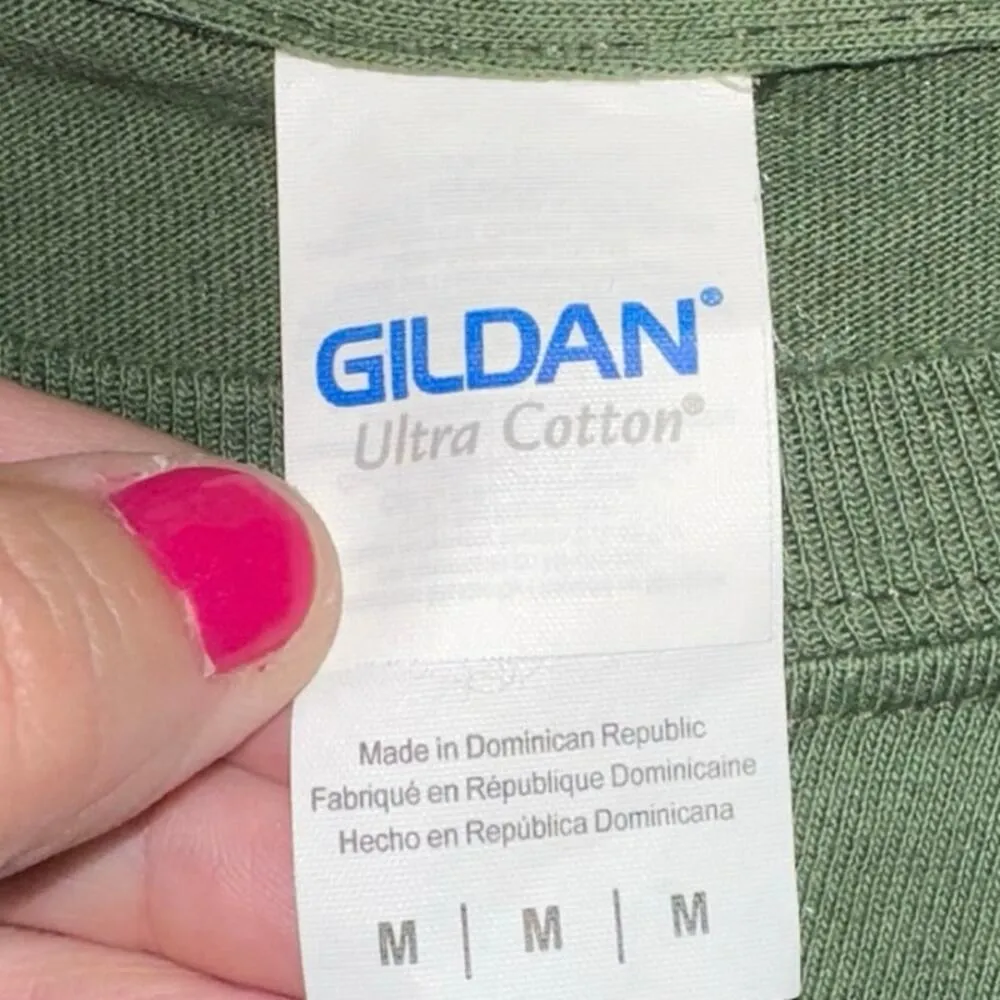 GILDAN®
Ultra Cotton®
Made in Dominican Republic
Fabriqué en République Dominicaine
Hecho en República Dominicana
M | M | M